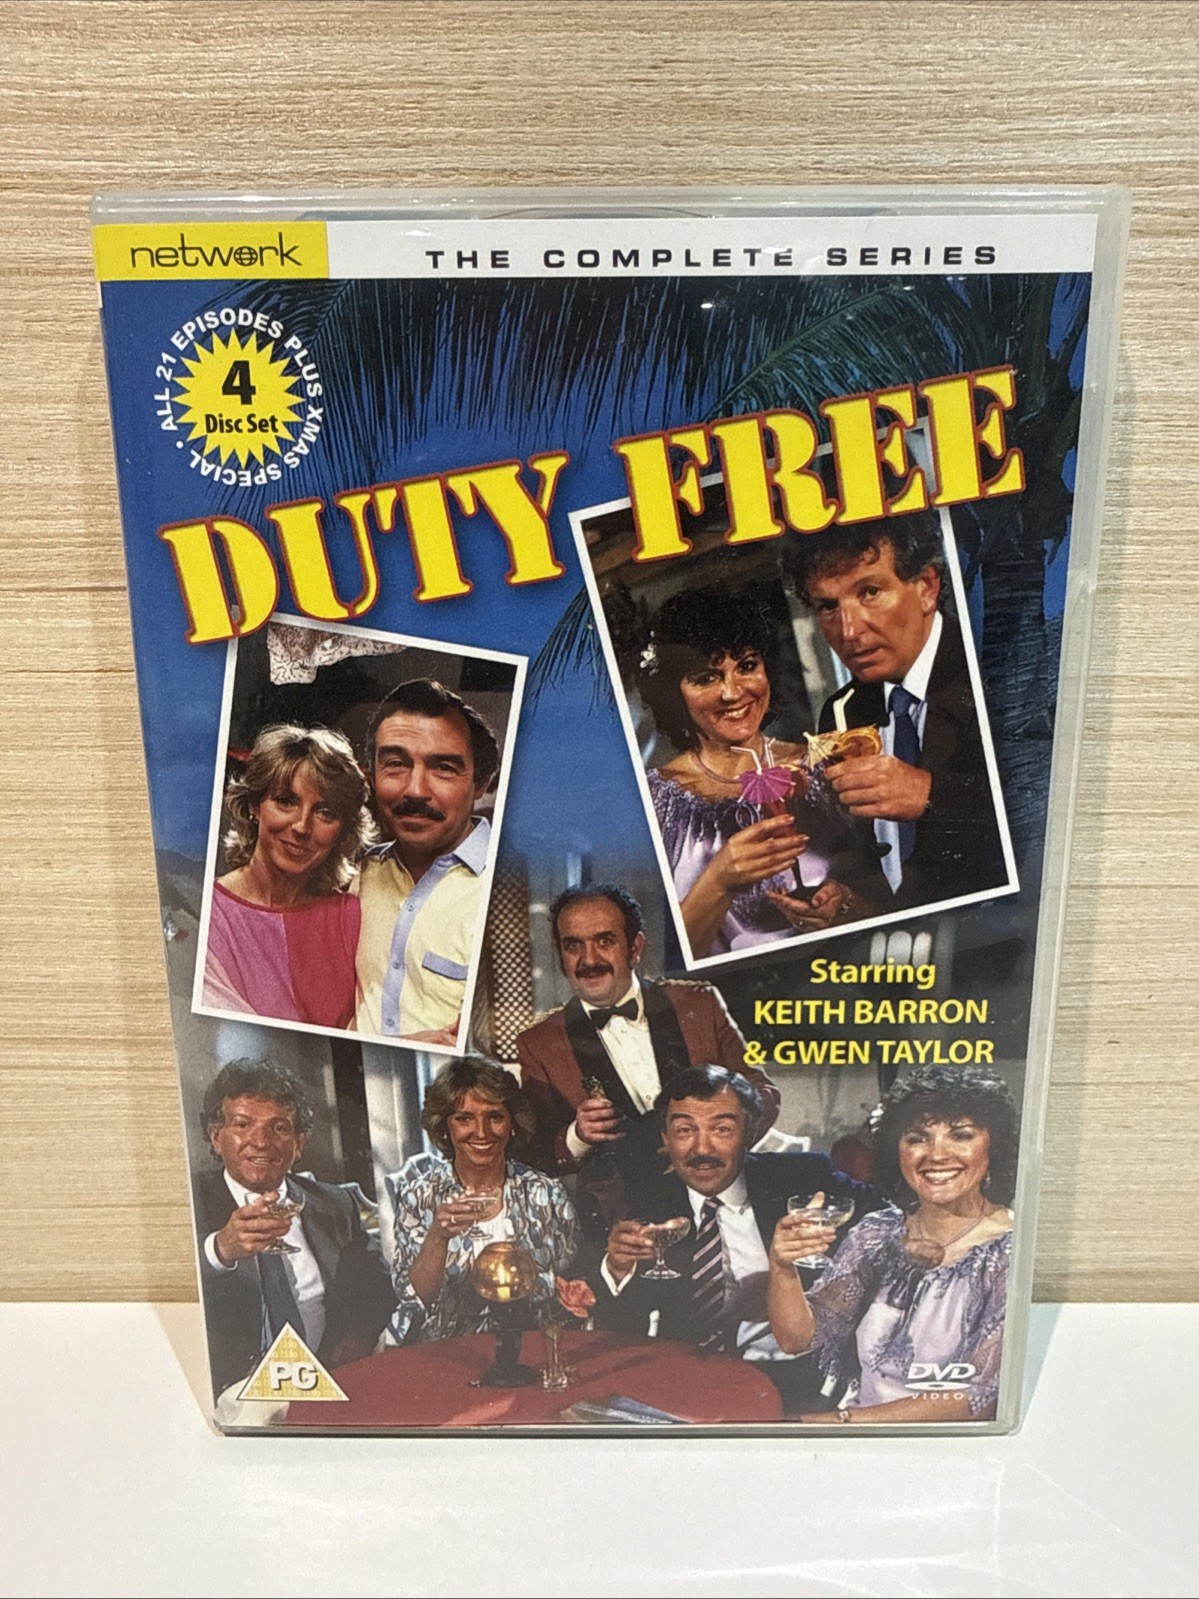 network
THE COMPLETE SERIES
ALL 21 EPISODES PLUS XMAS SPECIAL •
4
Disc Set
DUTY FREE
Starring
KEITH BARRON
& GWEN TAYLOR
PG
DVD
VIDEO